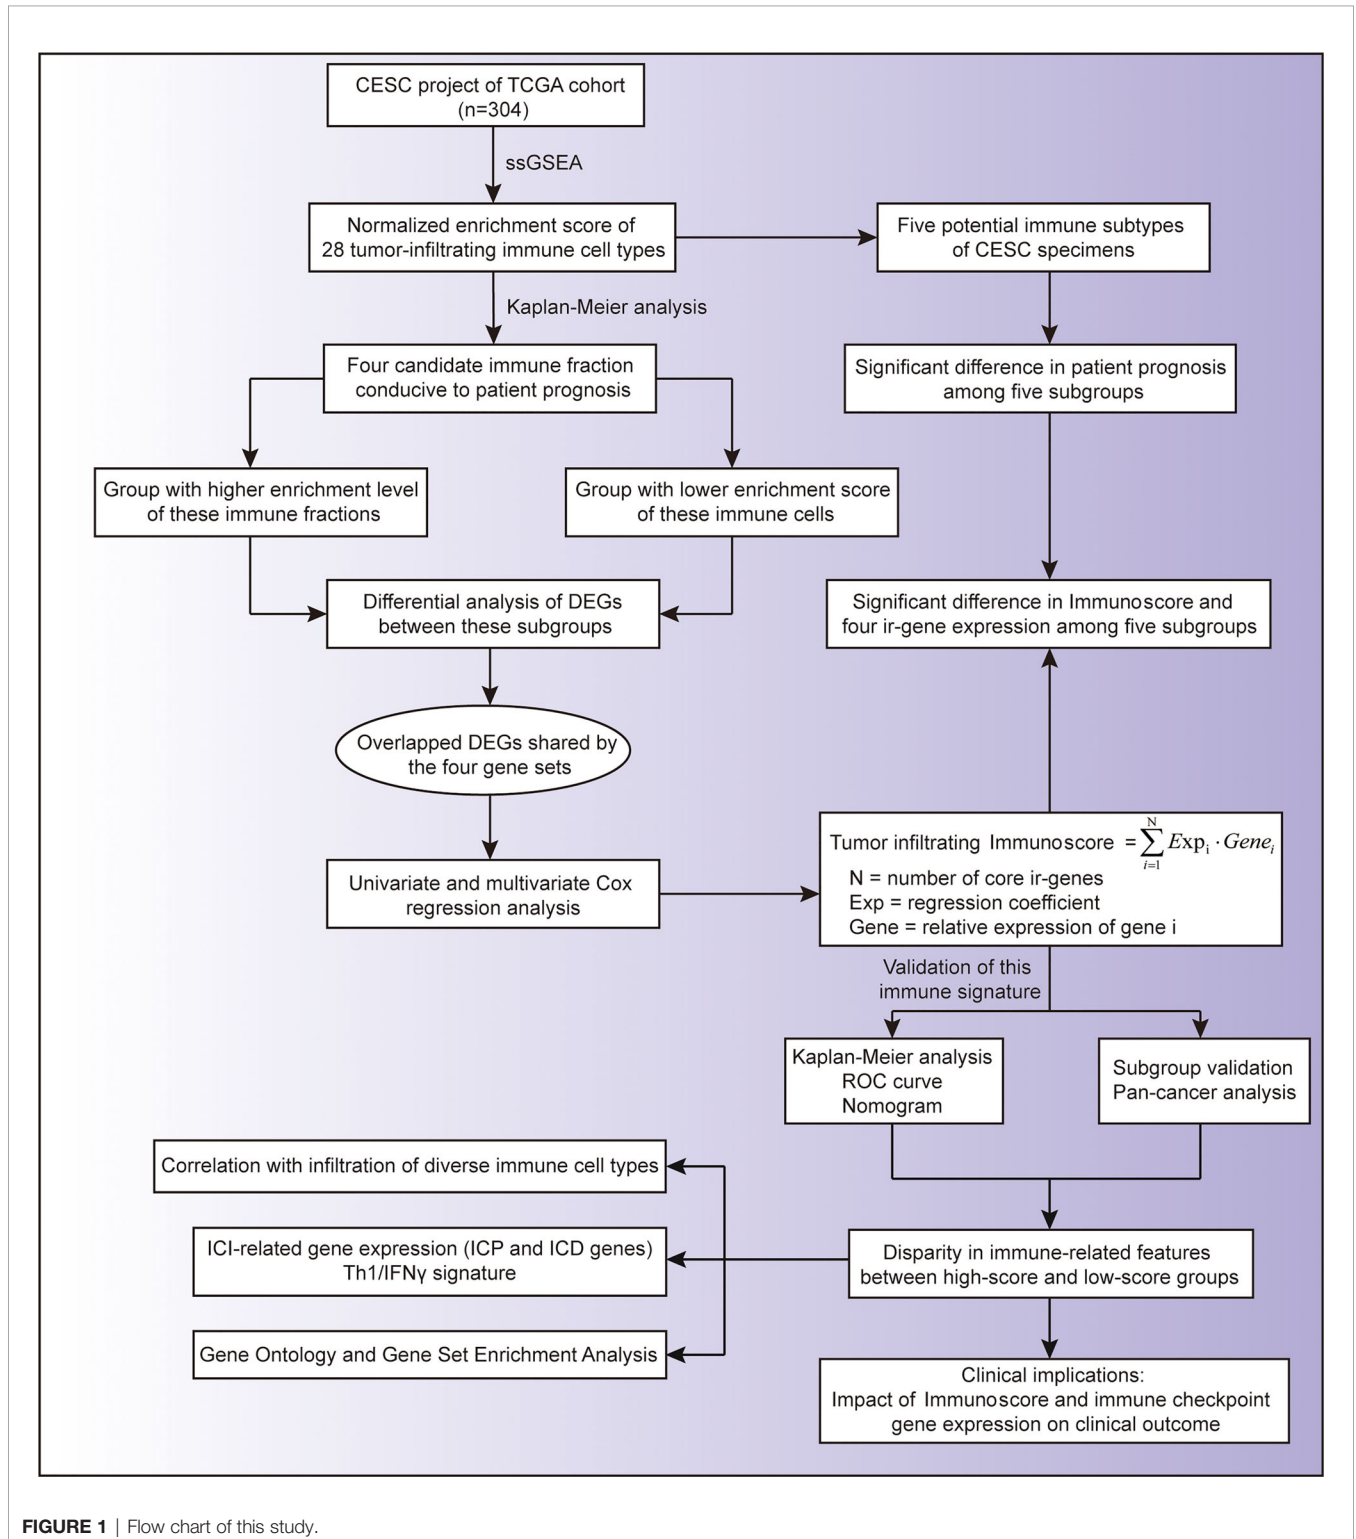 CESC project of TCGA cohort
(n=304)
ssGSEA
Normalized enrichment score of
28 tumor-infiltrating immune cell types
Five potential immune subtypes
of CESC specimens
Kaplan-Meier analysis
Four candidate immune fraction
conducive to patient prognosis
Significant difference in patient prognosis
among five subgroups
Group with higher enrichment level
of these immune fractions
Group with lower enrichment score
of these immune cells
Differential analysis of DEGs
between these subgroups
Significant difference in Immunoscore and
four ir-gene expression among five subgroups
Overlapped DEGs shared by
the four gene sets
Univariate and multivariate Cox
regression analysis
Tumor infiltrating Immunoscore = ∑_{i=1}^{N} Exp_i · Gene_i
N = number of core ir-genes
Exp = regression coefficient
Gene = relative expression of gene i
Validation of this
immune signature
Kaplan-Meier analysis
ROC curve
Nomogram
Subgroup validation
Pan-cancer analysis
Correlation with infiltration of diverse immune cell types
ICI-related gene expression (ICP and ICD genes)
Th1/IFNγ signature
Gene Ontology and Gene Set Enrichment Analysis
Disparity in immune-related features
between high-score and low-score groups
Clinical implications:
Impact of Immunoscore and immune checkpoint
gene expression on clinical outcome
FIGURE 1 | Flow chart of this study.